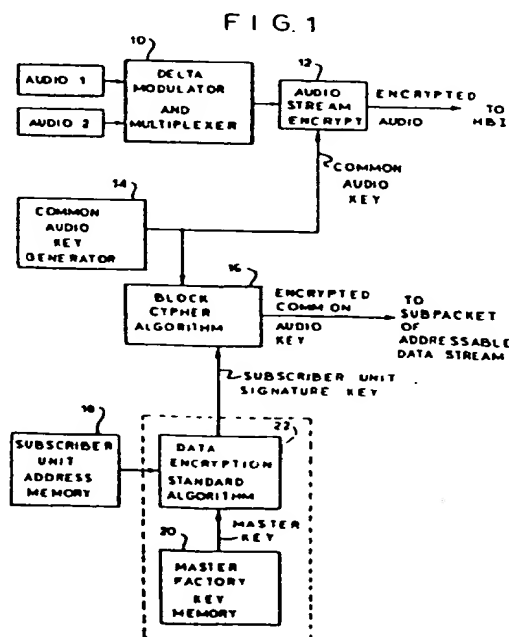 FIG. 1
10
12
AUDIO 1
AUDIO 2
DELTA
MODULATOR
AND
MULTIPLEXER
AUDIO
STREAM
ENCRYPT
ENCRYPTED
AUDIO
TO
HBI
COMMON
AUDIO
KEY
14
COMMON
AUDIO
KEY
GENERATOR
16
BLOCK
CYPHER
ALGORITHM
ENCRYPTED
COMMON
AUDIO
KEY
TO
SUBPACKET
OF
ADDRESSABLE
DATA STREAM
SUBSCRIBER UNIT
SIGNATURE KEY
18
SUBSCRIBER
UNIT
ADDRESS
MEMORY
22
DATA
ENCRYPTION
STANDARD
ALGORITHM
MASTER
KEY
20
MASTER
FACTORY
KEY
MEMORY